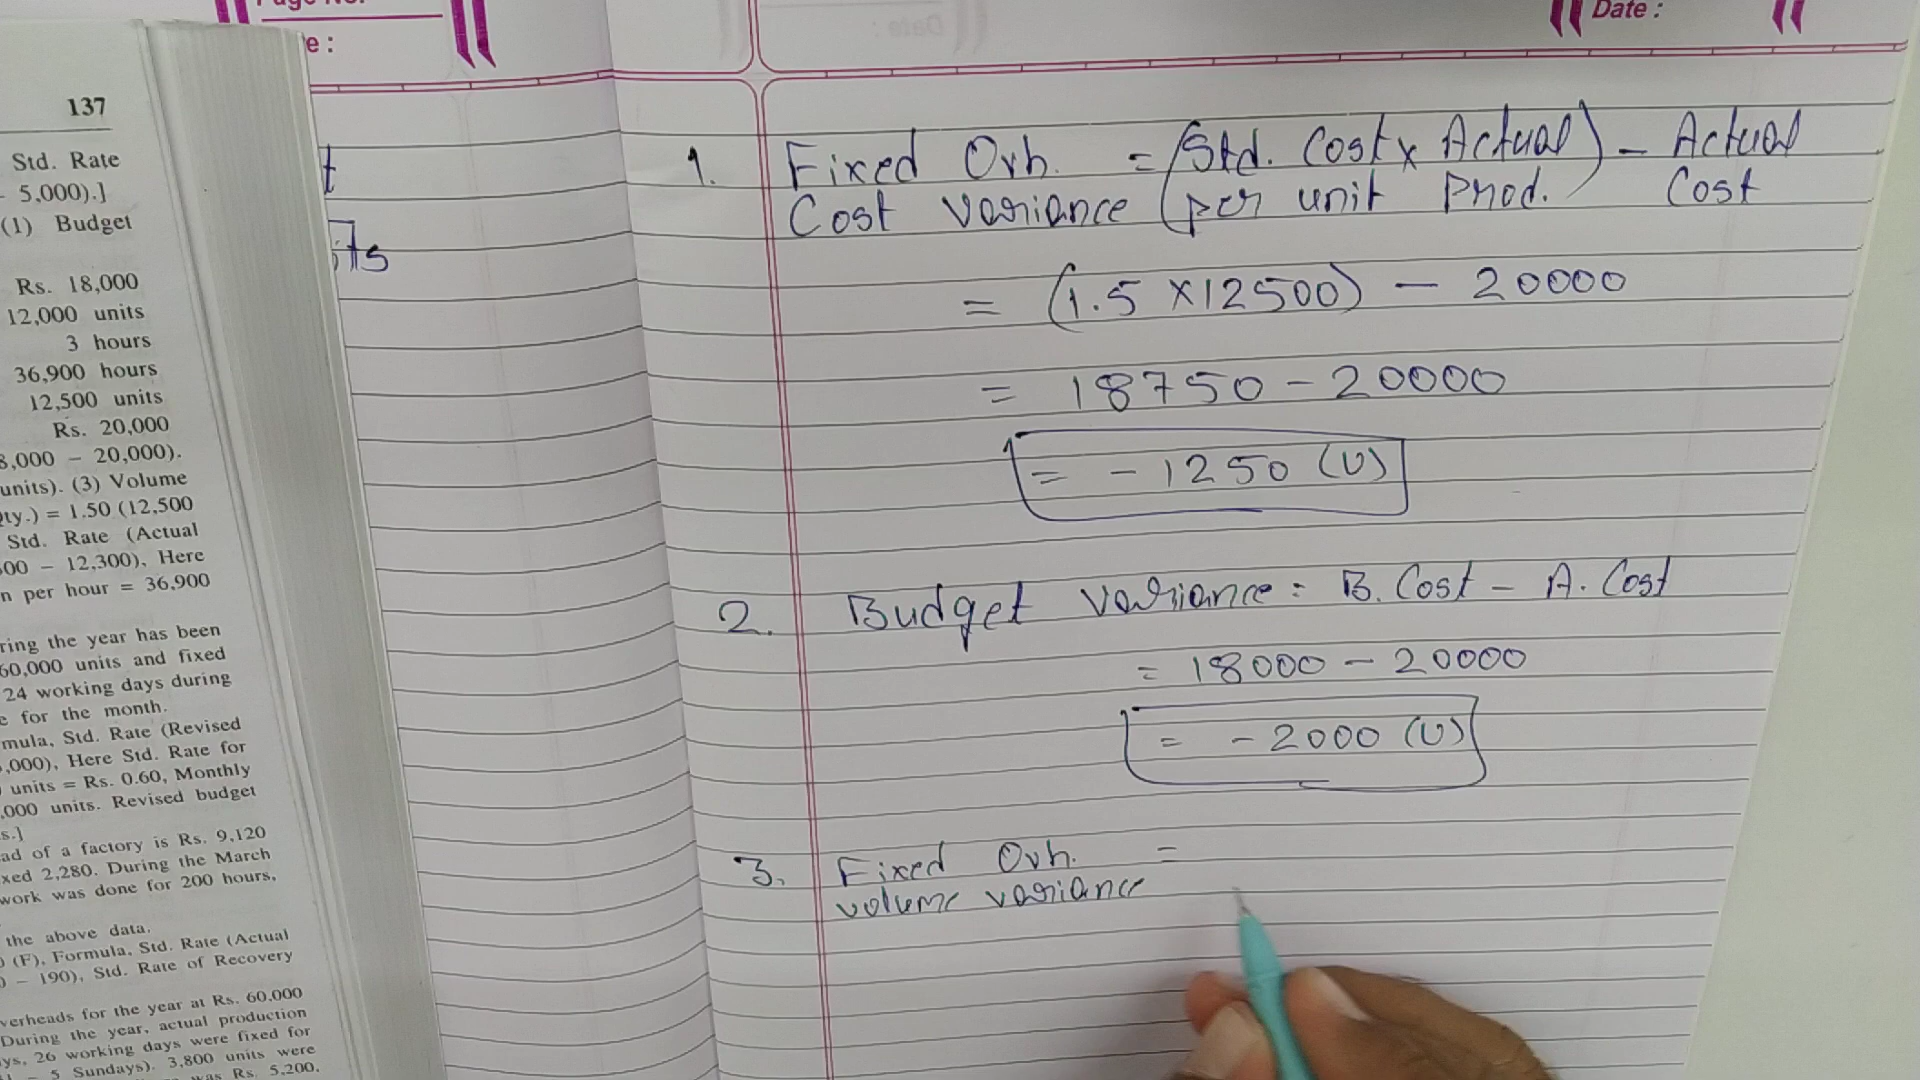 e :
Date :
137
Std. Rate
- 5,000).]
(1) Budget
Rs. 18,000
12,000 units
3 hours
36,900 hours
12,500 units
Rs. 20,000
8,000 - 20,000).
units). (3) Volume
Qty.) = 1.50 (12,500
Std. Rate (Actual
00 - 12,300), Here
n per hour = 36,900
ring the year has been
60,000 units and fixed
24 working days during
e for the month.
mula, Std. Rate (Revised
,000), Here Std. Rate for
units = Rs. 0.60, Monthly
,000 units. Revised budget
s.]
ad of a factory is Rs. 9,120
xed 2,280. During the March
work was done for 200 hours,
the above data.
) (F), Formula, Std. Rate (Actual
0 - 190), Std. Rate of Recovery
verheads for the year at Rs. 60,000
During the year, actual production
ys, 26 working days were fixed for
- 5 Sundays). 3,800 units were
was Rs. 5,200,
t
its
1. Fixed Ovh. = (Std. Cost x Actual) - Actual
Cost variance (per unit Prod.) Cost
= (1.5 x 12500) - 20000
= 18750 - 20000
= - 1250 (U)
2. Budget variance = B. Cost - A. Cost
= 18000 - 20000
= - 2000 (U)
3. Fixed Ovh. =
volume variance